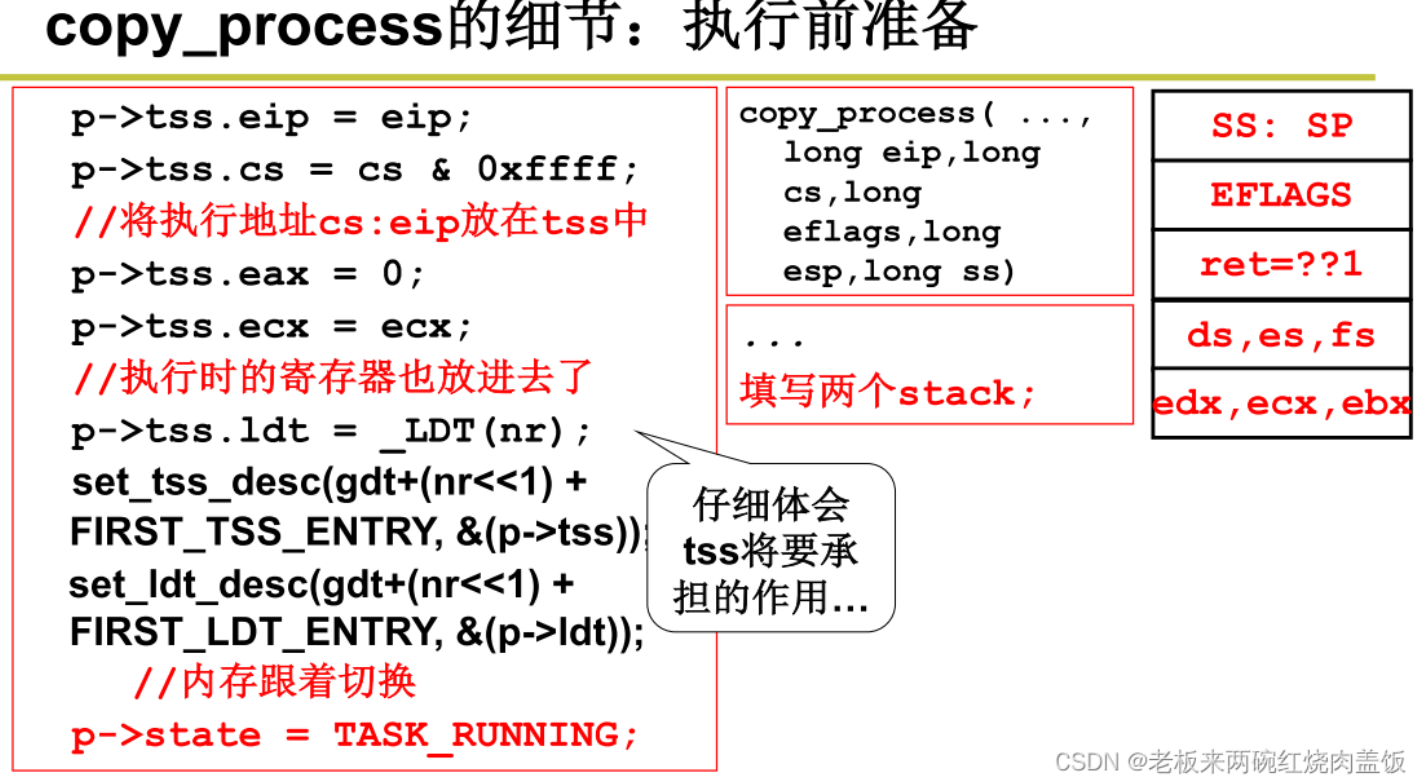 copy_process的细节：执行前准备
p->tss.eip = eip;
p->tss.cs = cs & 0xffff;
//将执行地址cs:eip放在tss中
p->tss.eax = 0;
p->tss.ecx = ecx;
//执行时的寄存器也放进去了
p->tss.ldt = _LDT(nr);
set_tss_desc(gdt+(nr<<1) +
FIRST_TSS_ENTRY, &(p->tss));
set_ldt_desc(gdt+(nr<<1) +
FIRST_LDT_ENTRY, &(p->ldt));
//内存跟着切换
p->state = TASK_RUNNING;
copy_process( ...,
long eip,long
cs,long
eflags,long
esp,long ss)
...
填写两个stack;
仔细体会
tss将要承
担的作用...
SS: SP
EFLAGS
ret=??1
ds,es,fs
edx,ecx,ebx
CSDN @老板来两碗红烧肉盖饭